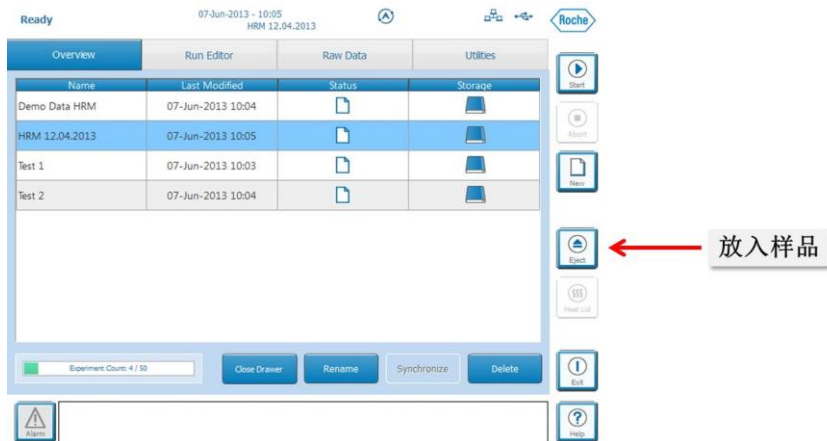 Ready
07-Jun-2013 - 10:05
HRM 12.04.2013
Roche
Overview Run Editor Raw Data Utilities
Name Last Modified Status Storage
Demo Data HRM 07-Jun-2013 10:04
HRM 12.04.2013 07-Jun-2013 10:05
Test 1 07-Jun-2013 10:03
Test 2 07-Jun-2013 10:04
Start
Abort
New
Eject
放入样品
Heat Lid
Experiment Count: 4 / 50 Close Drawer Rename Synchronize Delete
Exit
Alarm
Help